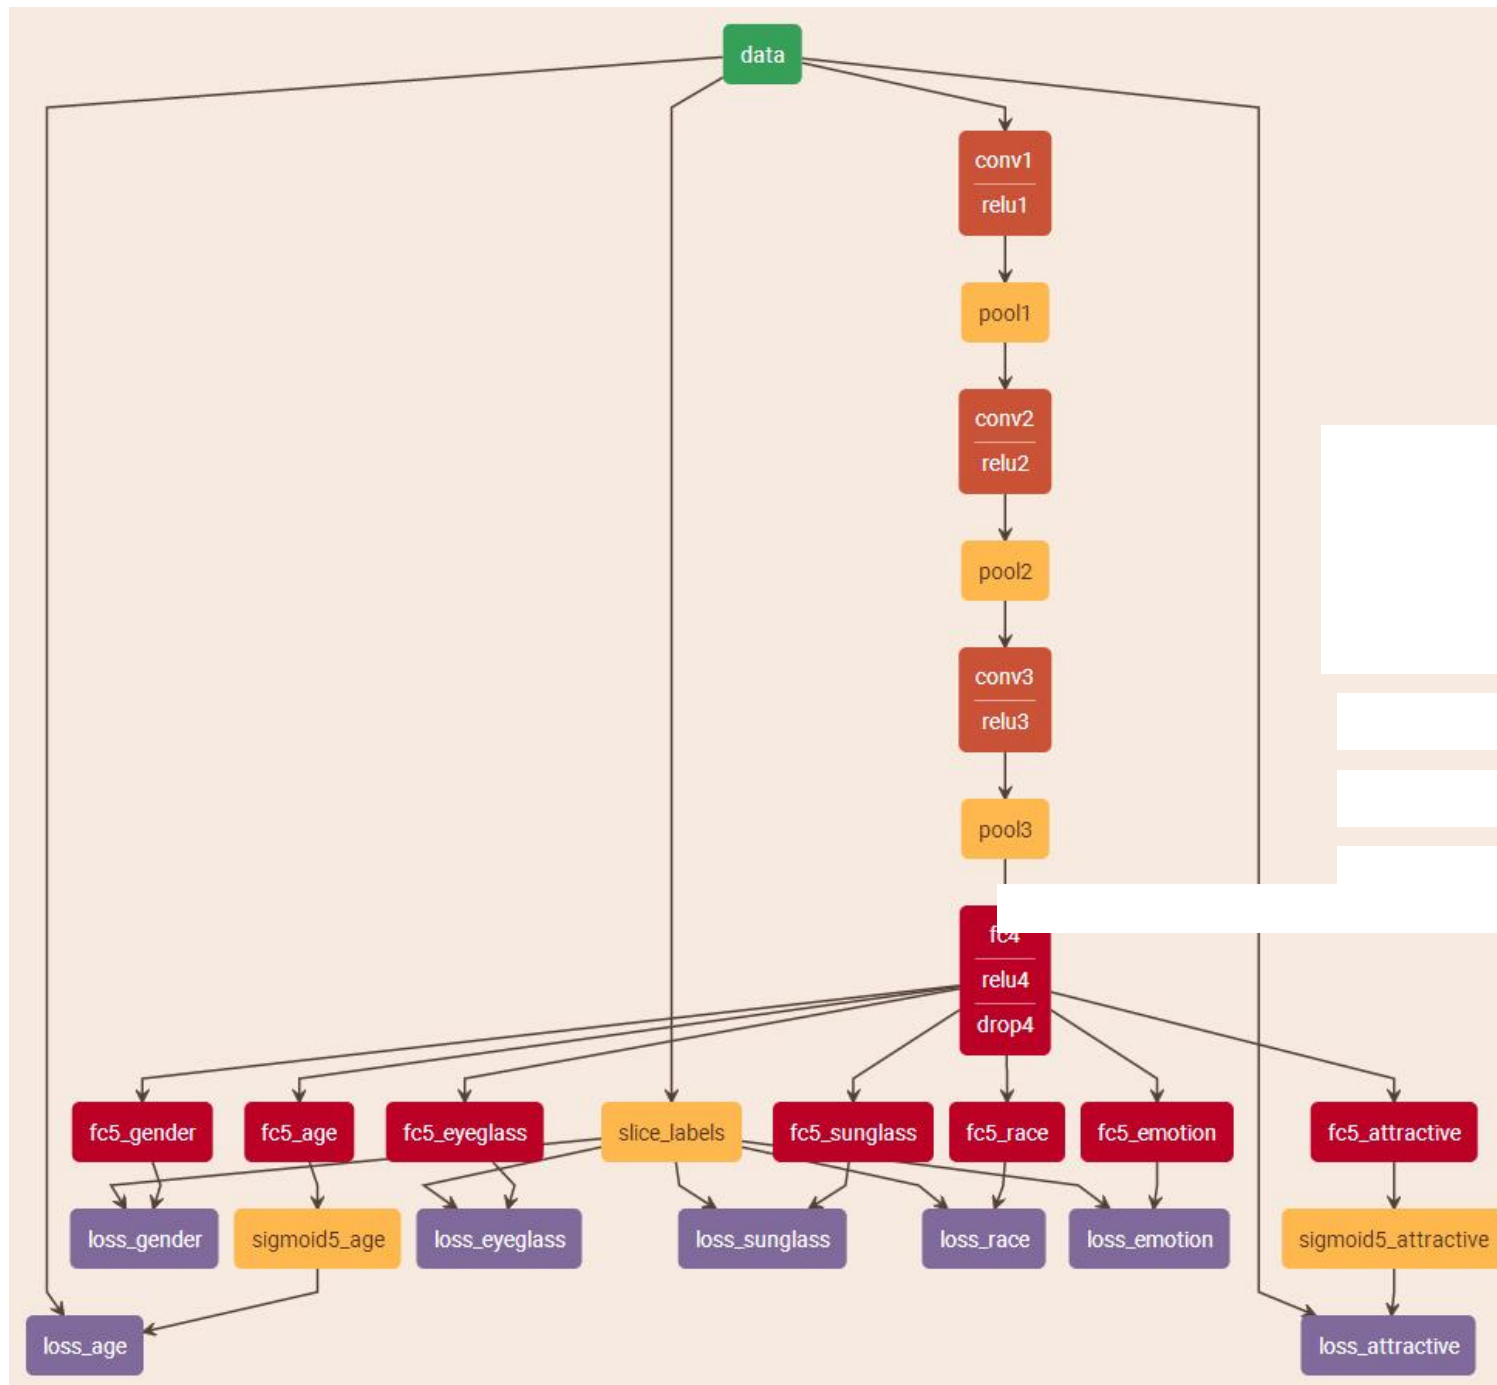 data
conv1
relu1
pool1
conv2
relu2
pool2
conv3
relu3
pool3
fc4
relu4
drop4
fc5_gender
fc5_age
fc5_eyeglass
slice_labels
fc5_sunglass
fc5_race
fc5_emotion
fc5_attractive
loss_gender
sigmoid5_age
loss_eyeglass
loss_sunglass
loss_race
loss_emotion
sigmoid5_attractive
loss_age
loss_attractive